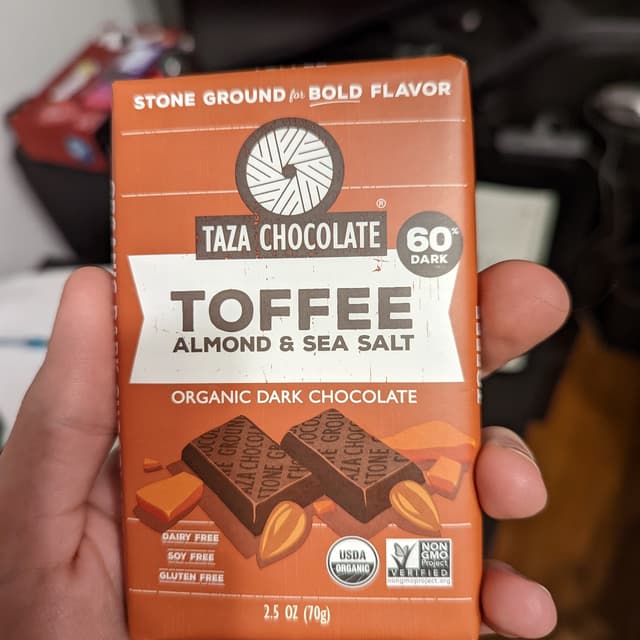 STONE GROUND for BOLD FLAVOR
TAZA CHOCOLATE®
60% DARK
TOFFEE
ALMOND & SEA SALT
ORGANIC DARK CHOCOLATE
DAIRY FREE
SOY FREE
GLUTEN FREE
USDA
ORGANIC
NON
GMO
Project
VERIFIED
nongmoproject.org
2.5 OZ (70g)